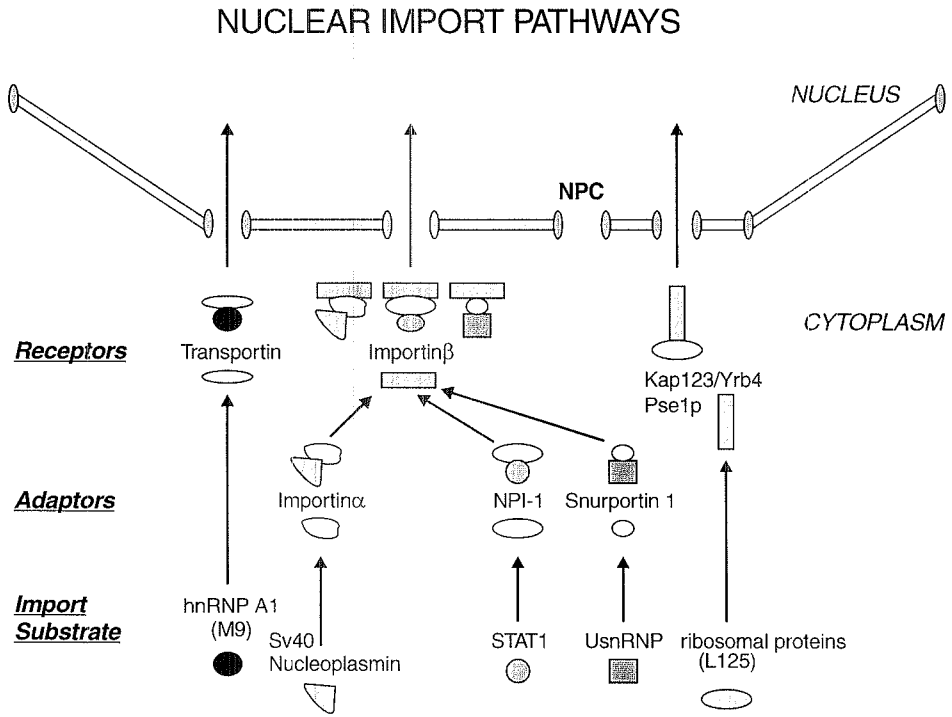 NUCLEAR IMPORT PATHWAYS
NUCLEUS
NPC
CYTOPLASM
Receptors
Transportin
Importinβ
Kap123/Yrb4
Pse1p
Adaptors
Importinα
NPI-1
Snurportin 1
Import
Substrate
hnRNP A1
(M9)
Sv40
Nucleoplasmin
STAT1
UsnRNP
ribosomal proteins
(L125)